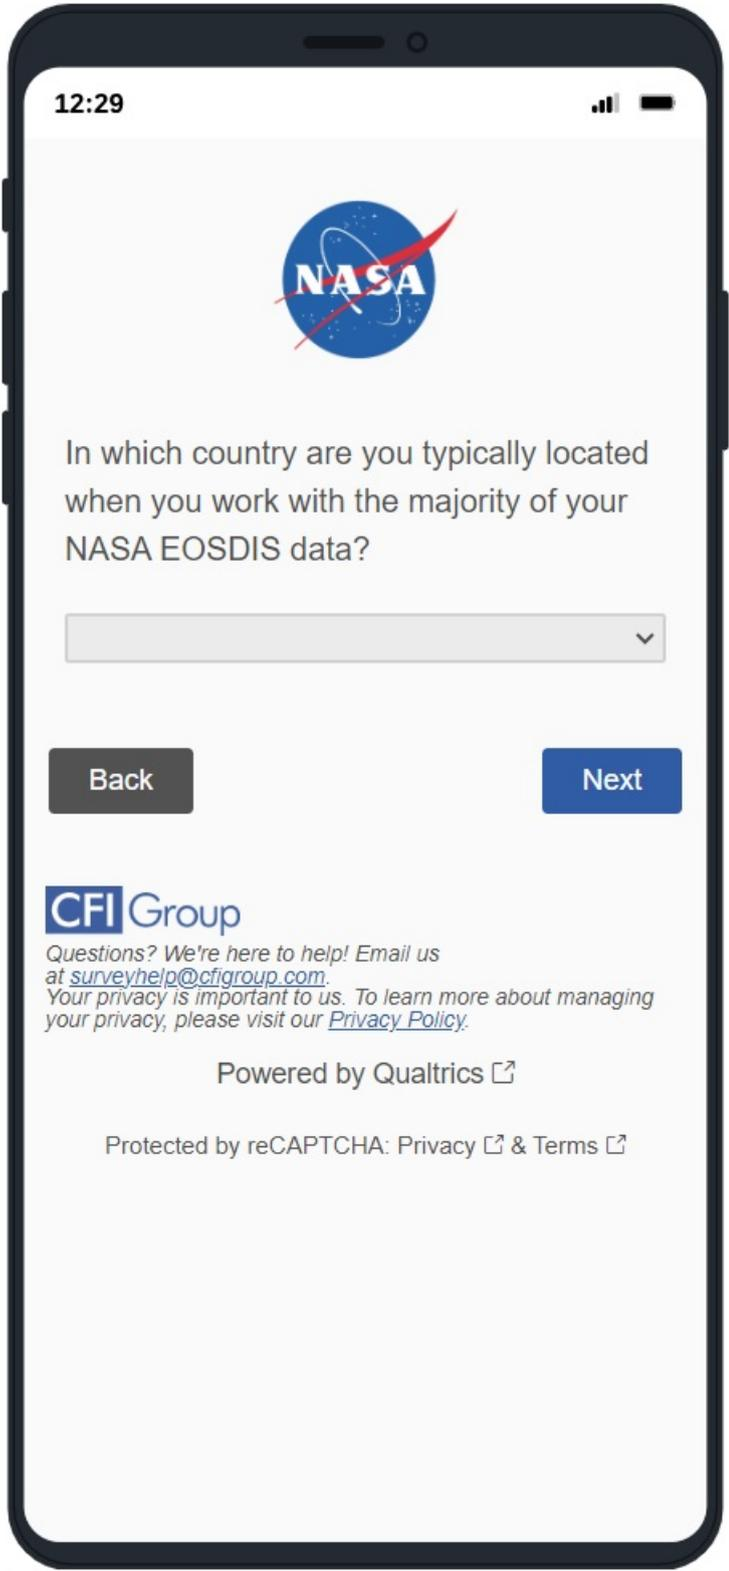 12:29
NASA
In which country are you typically located
when you work with the majority of your
NASA EOSDIS data?
Back
Next
CFI Group
Questions? We're here to help! Email us
at surveyhelp@cfigroup.com.
Your privacy is important to us. To learn more about managing
your privacy, please visit our Privacy Policy.
Powered by Qualtrics
Protected by reCAPTCHA: Privacy & Terms